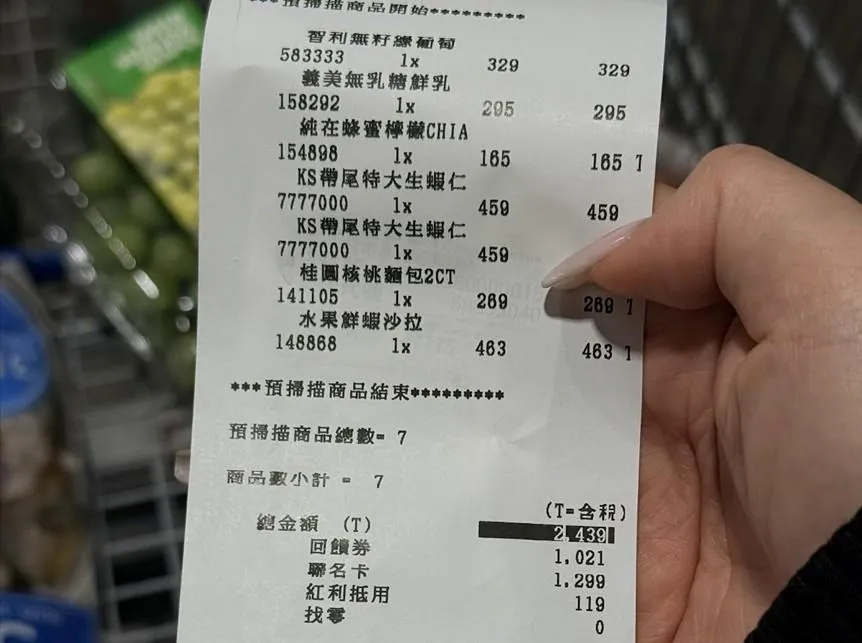 ***預掃描商品開始*********
智利無籽綠葡萄
583333 1x 329 329
義美無乳糖鮮乳
158292 1x 295 295
純在蜂蜜檸檬CHIA
154898 1x 165 165 T
KS帶尾特大生蝦仁
7777000 1x 459 459
KS帶尾特大生蝦仁
7777000 1x 459
桂圓核桃麵包2CT
141105 1x 269 269 T
水果鮮蝦沙拉
148868 1x 463 463 T
***預掃描商品結束*********
預掃描商品總數= 7
商品數小計 = 7
(T=含稅)
總金額 (T) 2,439
回饋券 1,021
聯名卡 1,299
紅利抵用 119
找零 0